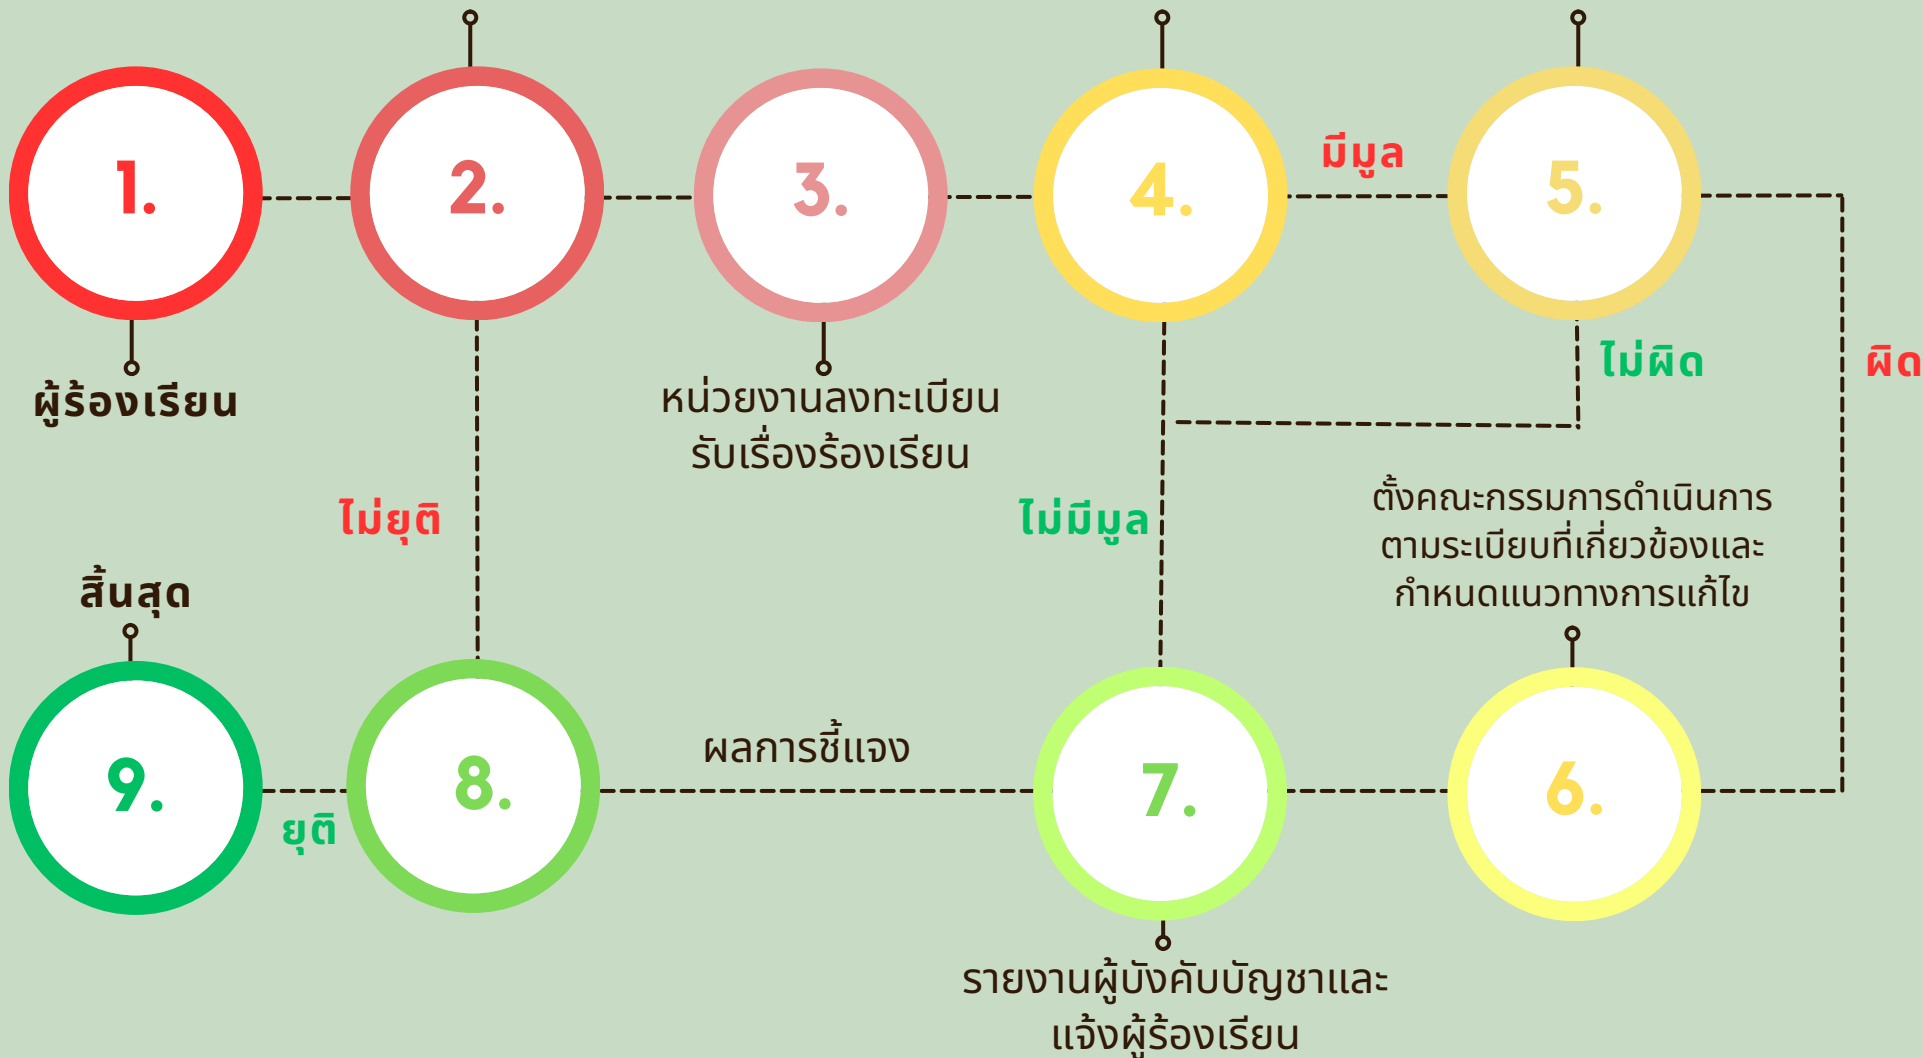 1.
2.
3.
4.
มีมูล
5.
ผู้ร้องเรียน
หน่วยงานลงทะเบียน
รับเรื่องร้องเรียน
ไม่ผิด
ผิด
ไม่ยุติ
ไม่มีมูล
ตั้งคณะกรรมการดำเนินการ
ตามระเบียบที่เกี่ยวข้องและ
กำหนดแนวทางการแก้ไข
สิ้นสุด
9.
ยุติ
8.
ผลการชี้แจง
7.
6.
รายงานผู้บังคับบัญชาและ
แจ้งผู้ร้องเรียน